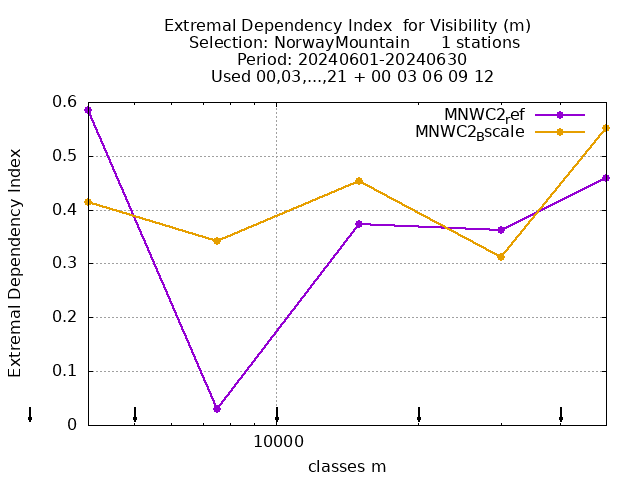 Extremal Dependency Index  for Visibility (m)
Selection: NorwayMountain      1 stations
Period: 20240601-20240630
Used 00,03,...,21 + 00 03 06 09 12
MNWC2ref
MNWC2Bscale
0.6
0.5
0.4
0.3
0.2
0.1
0
Extremal Dependency Index
10000
classes m